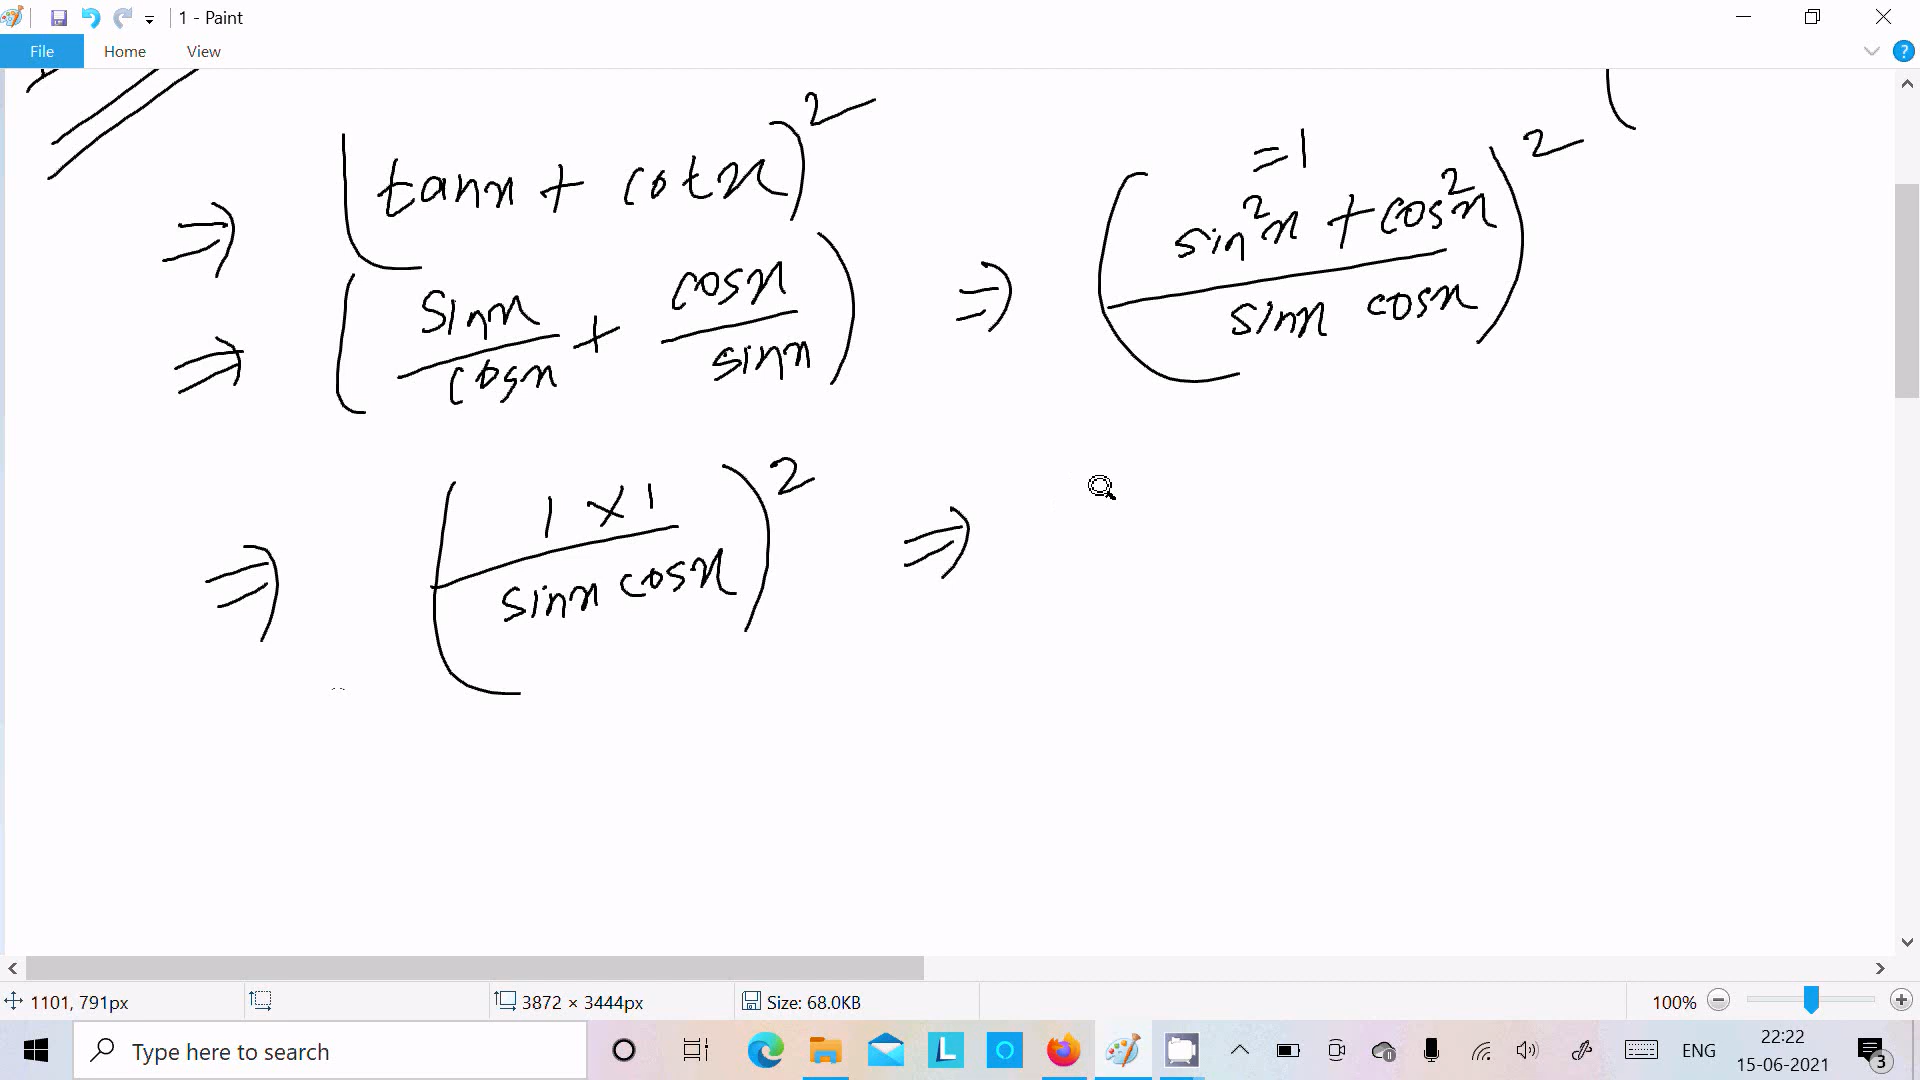 1 - Paint
File Home View
⇒ (tanx + cotx)²
⇒ (sinx/cosx + cosx/sinx) ⇒ (sin²x + cos²x / sinx cosx)²
=1
⇒ (1 × 1 / sinx cosx)² ⇒
1101, 791px 3872 × 3444px Size: 68.0KB 100%
Type here to search
L
ENG
22:22
15-06-2021
3